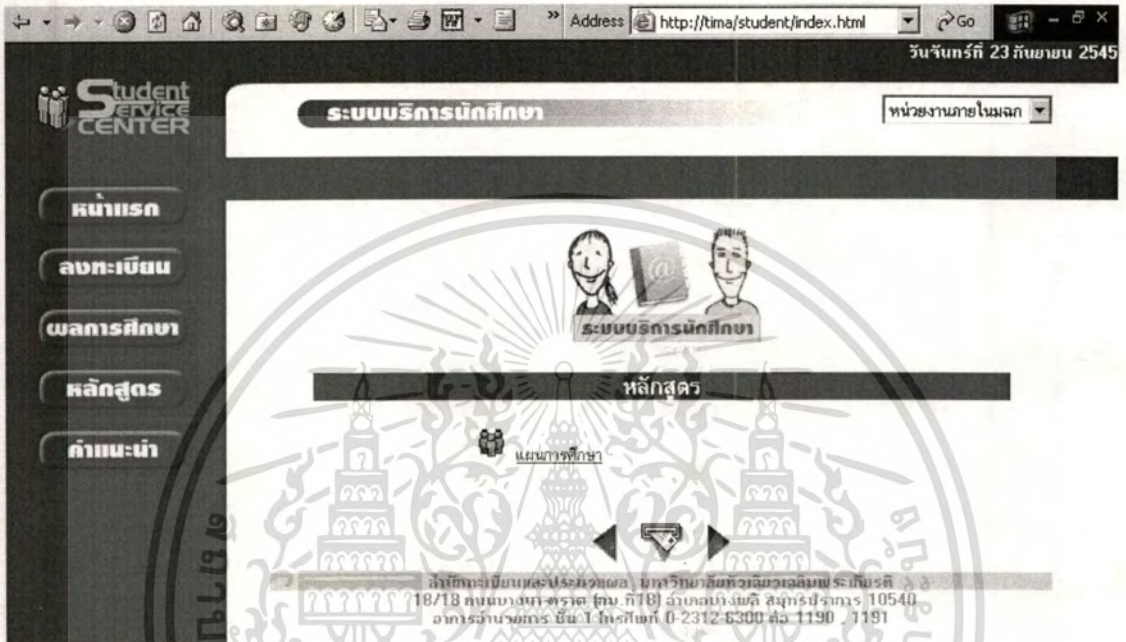 Address http://tima/student/index.html Go
วันจันทร์ที่ 23 กันยายน 2545
Student Service CENTER
ระบบบริการนักศึกษา
หน่วยงานภายในมฉก
หน้าแรก
ลงทะเบียน
ผลการศึกษา
หลักสูตร
คำแนะนำ
@
ระบบบริการนักศึกษา
หลักสูตร
แผนการศึกษา
สำนักทะเบียนและประมวลผล มหาวิทยาลัยหัวเฉียวเฉลิมพระเกียรติ
18/18 ถนนบางนา-ตราด (กม.ที่18) อำเภอบางพลี สมุทรปราการ 10540
อาคารอำนวยการ ชั้น 1 โทรศัพท์ 0-2312-6300 ต่อ 1190 , 1191